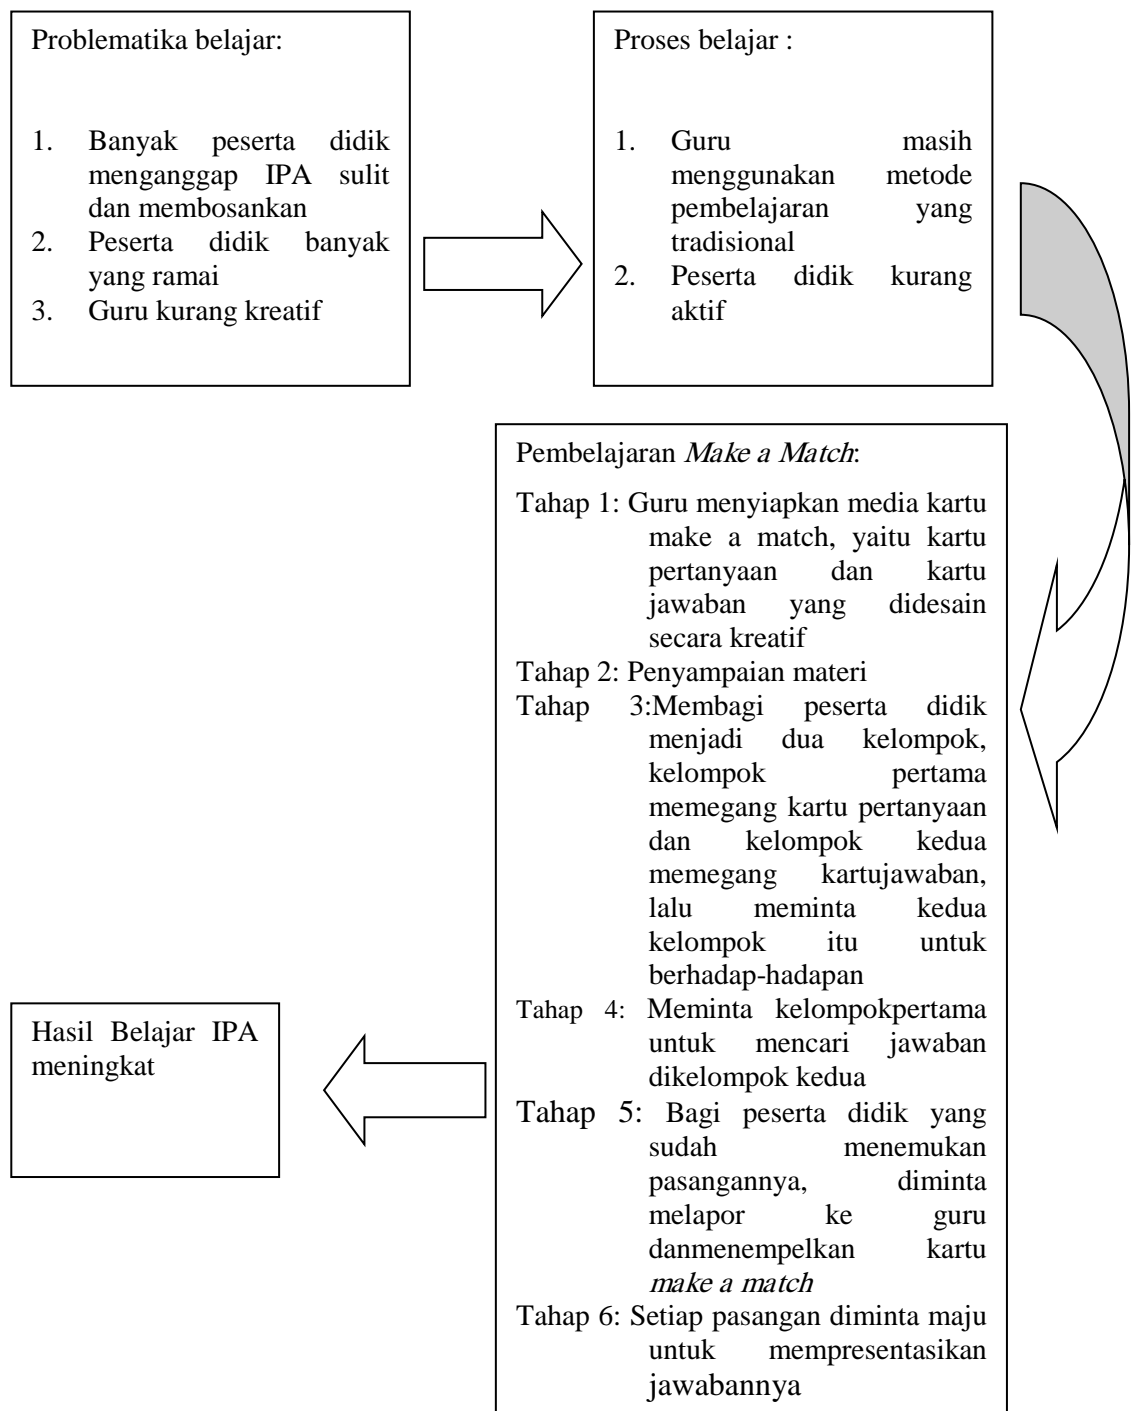 Problematika belajar:
1. Banyak peserta didik
menganggap IPA sulit
dan membosankan
2. Peserta didik banyak
yang ramai
3. Guru kurang kreatif
Proses belajar :
1. Guru masih
menggunakan metode
pembelajaran yang
tradisional
2. Peserta didik kurang
aktif
Pembelajaran Make a Match:
Tahap 1: Guru menyiapkan media kartu
make a match, yaitu kartu
pertanyaan dan kartu
jawaban yang didesain
secara kreatif
Tahap 2: Penyampaian materi
Tahap 3:Membagi peserta didik
menjadi dua kelompok,
kelompok pertama
memegang kartu pertanyaan
dan kelompok kedua
memegang kartujawaban,
lalu meminta kedua
kelompok itu untuk
berhadap-hadapan
Tahap 4: Meminta kelompokpertama
untuk mencari jawaban
dikelompok kedua
Tahap 5: Bagi peserta didik yang
sudah menemukan
pasangannya, diminta
melapor ke guru
danmenempelkan kartu
make a match
Tahap 6: Setiap pasangan diminta maju
untuk mempresentasikan
jawabannya
Hasil Belajar IPA
meningkat